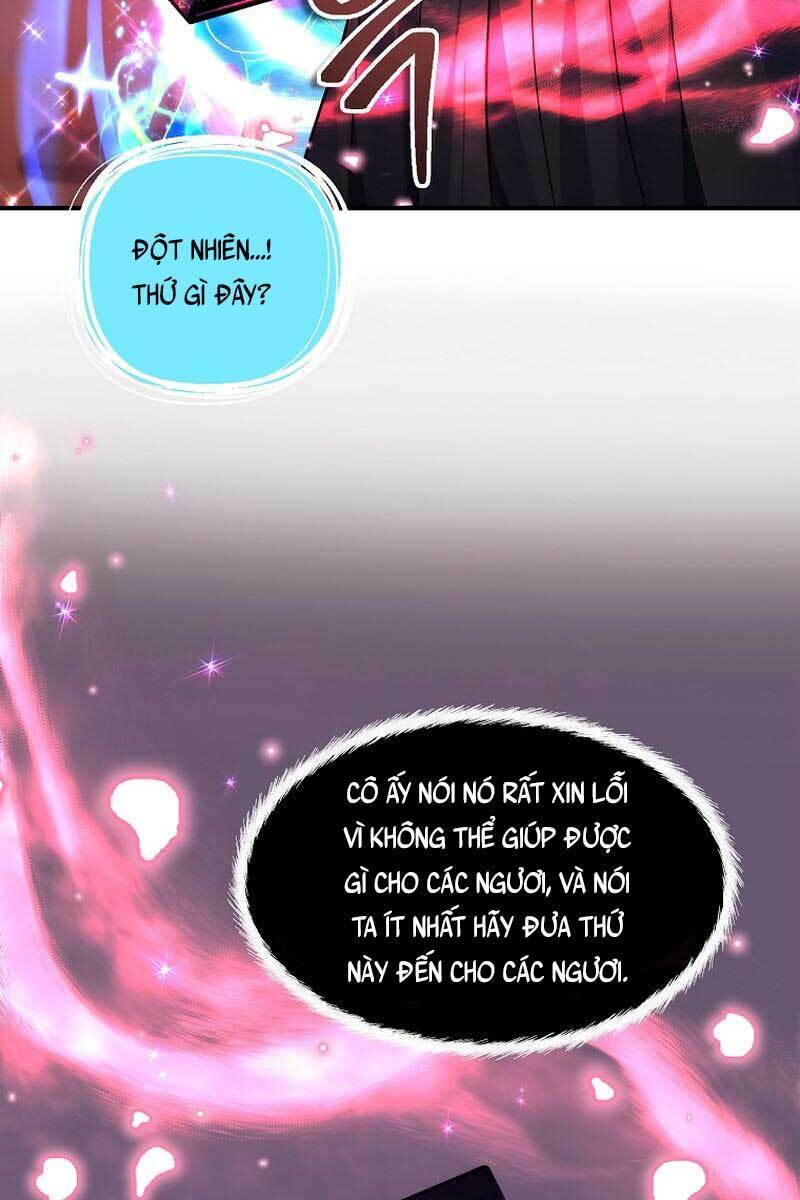 ĐỘT NHIÊN...!
THỨ GÌ ĐÂY?
CÔ ẤY NÓI NÓ RẤT XIN LỖI
VÌ KHÔNG THỂ GIÚP ĐƯỢC
GÌ CHO CÁC NGƯƠI, VÀ NÓI
TA ÍT NHẤT HÃY ĐƯA THỨ
NÀY ĐẾN CHO CÁC NGƯƠI.